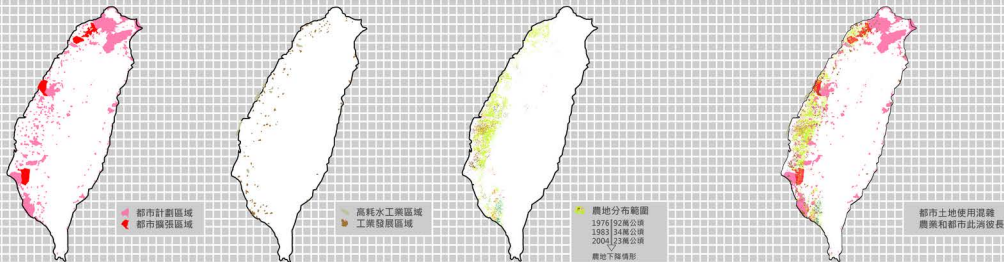 都市計劃區域
都市擴張區域
高耗水工業區域
工業發展區域
農地分布範圍
1976 92萬公頃
1983 34萬公頃
2004 23萬公頃
農地下降情形
都市土地使用混雜
農業和都市此消彼長